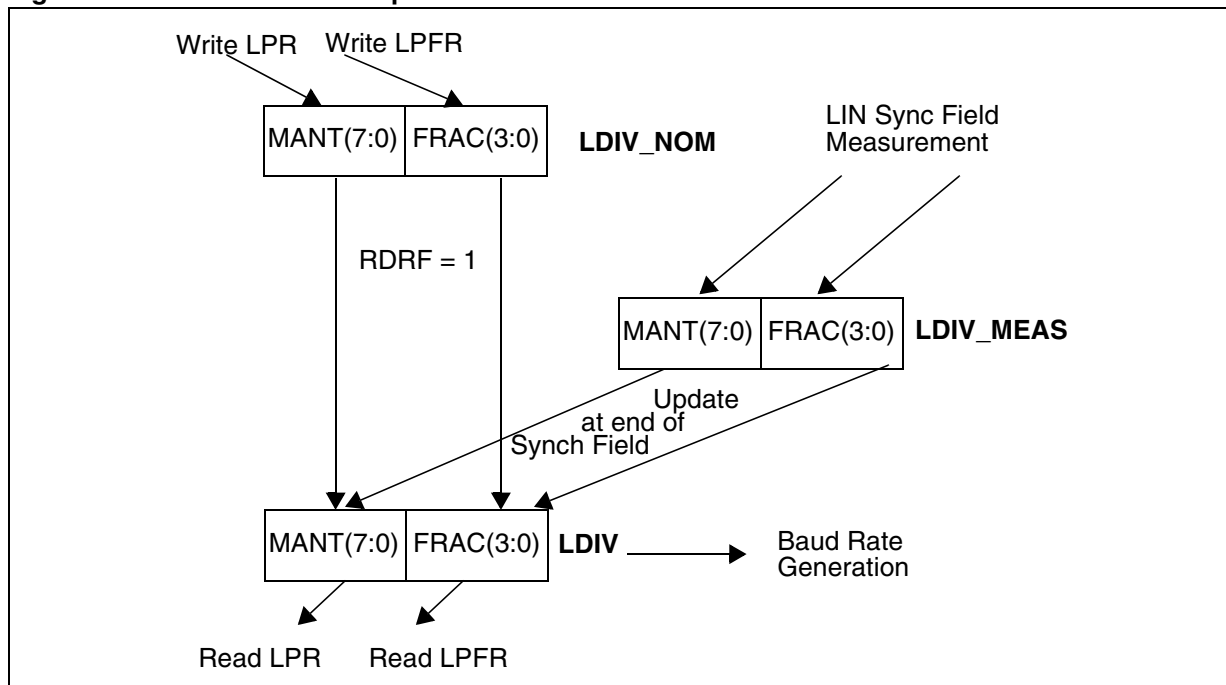 Write LPR Write LPFR
MANT(7:0) FRAC(3:0) LDIV_NOM
LIN Sync Field
Measurement
RDRF = 1
MANT(7:0) FRAC(3:0) LDIV_MEAS
Update
at end of
Synch Field
MANT(7:0) FRAC(3:0) LDIV
Baud Rate
Generation
Read LPR Read LPFR